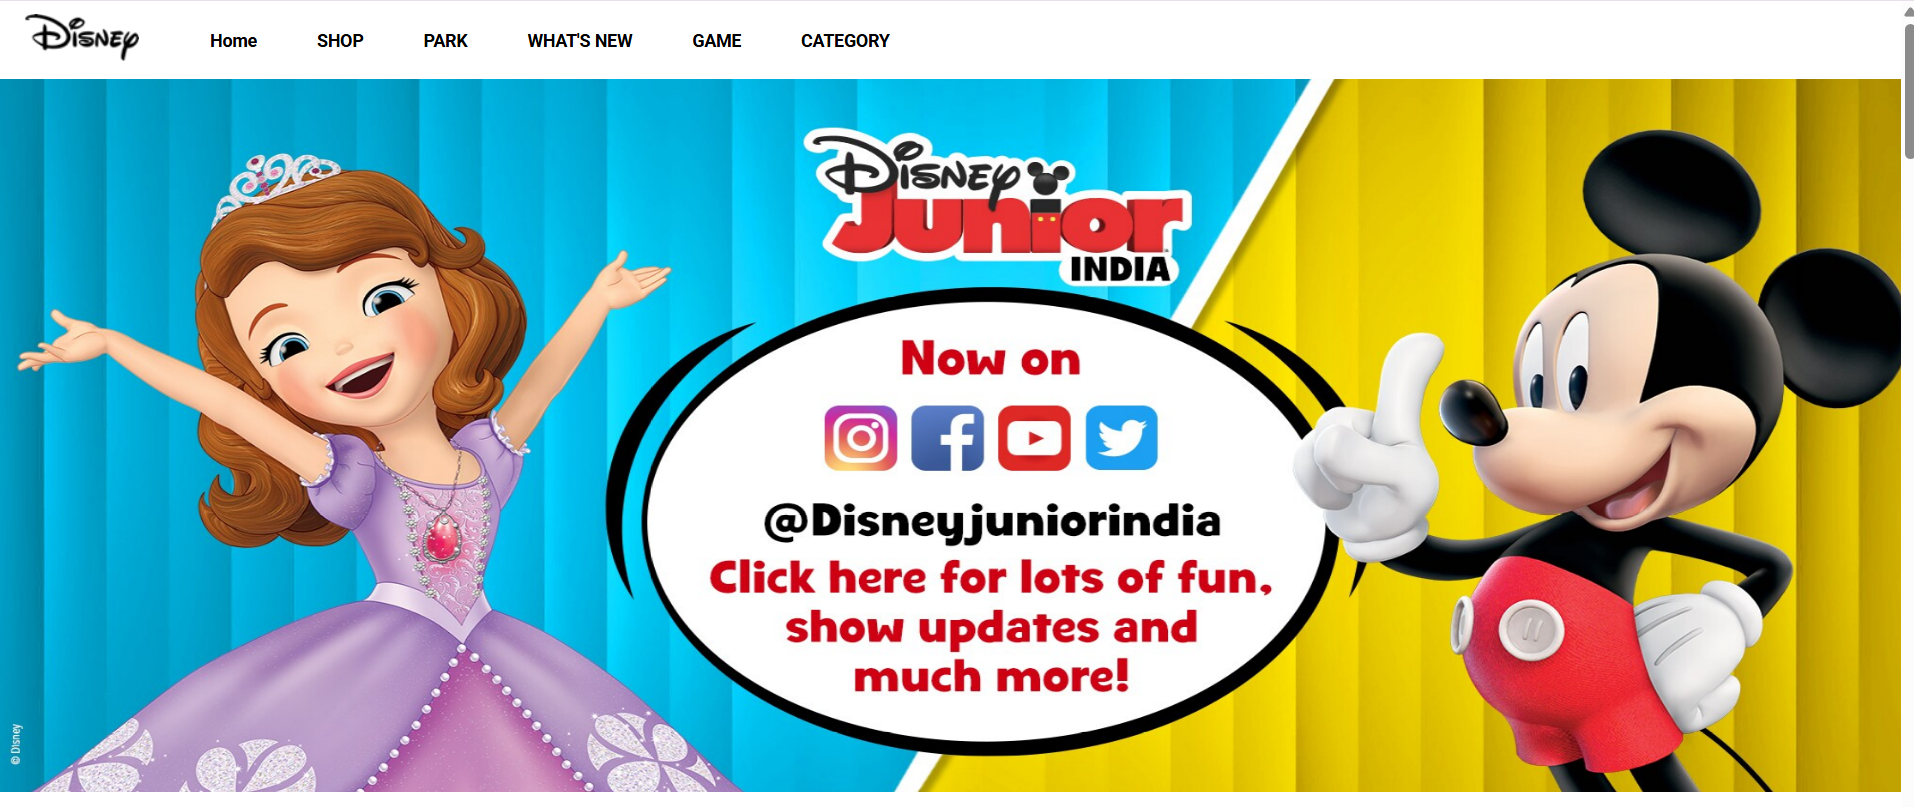 Disney
Home
SHOP
PARK
WHAT'S NEW
GAME
CATEGORY
Disney
Junior
INDIA
Now on
@Disneyjuniorindia
Click here for lots of fun,
show updates and
much more!
© Disney